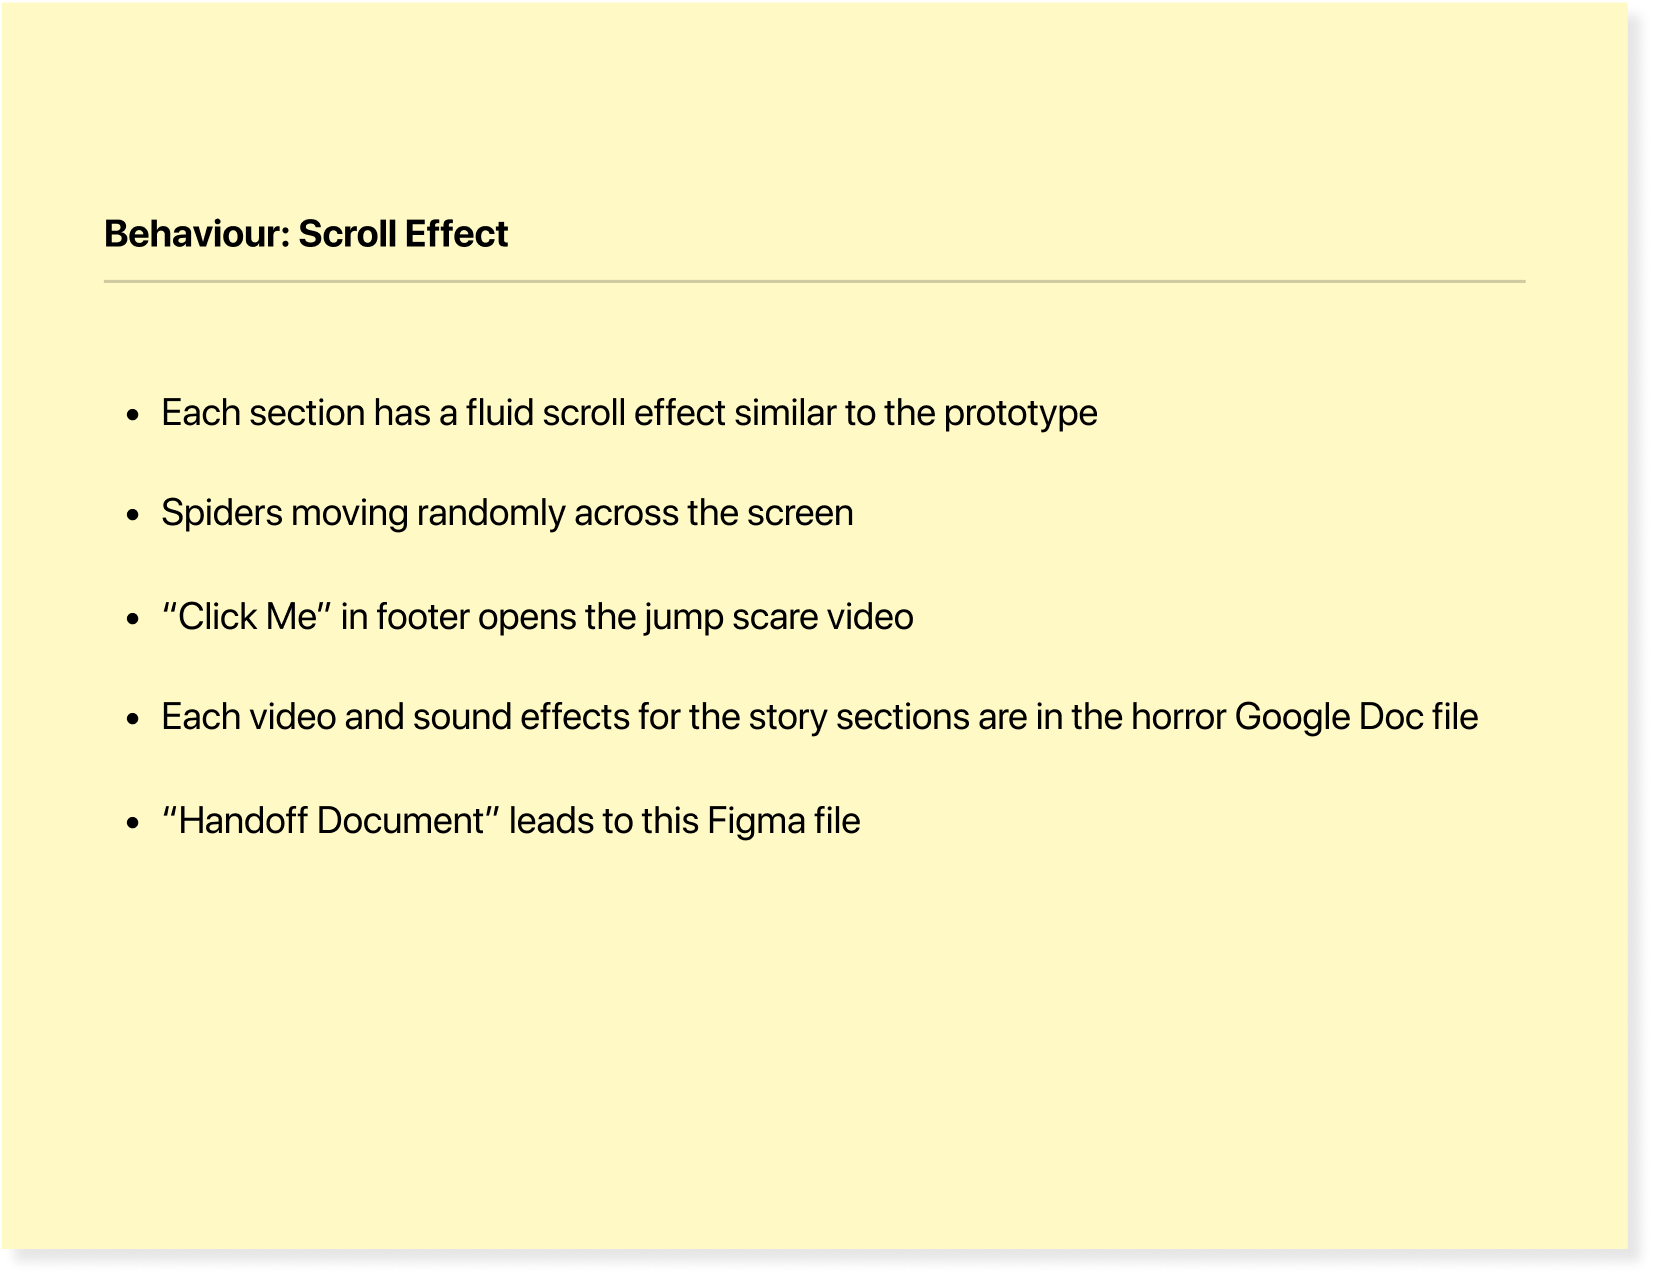 Behaviour: Scroll Effect
• Each section has a fluid scroll effect similar to the prototype
• Spiders moving randomly across the screen
• “Click Me” in footer opens the jump scare video
• Each video and sound effects for the story sections are in the horror Google Doc file
• “Handoff Document” leads to this Figma file